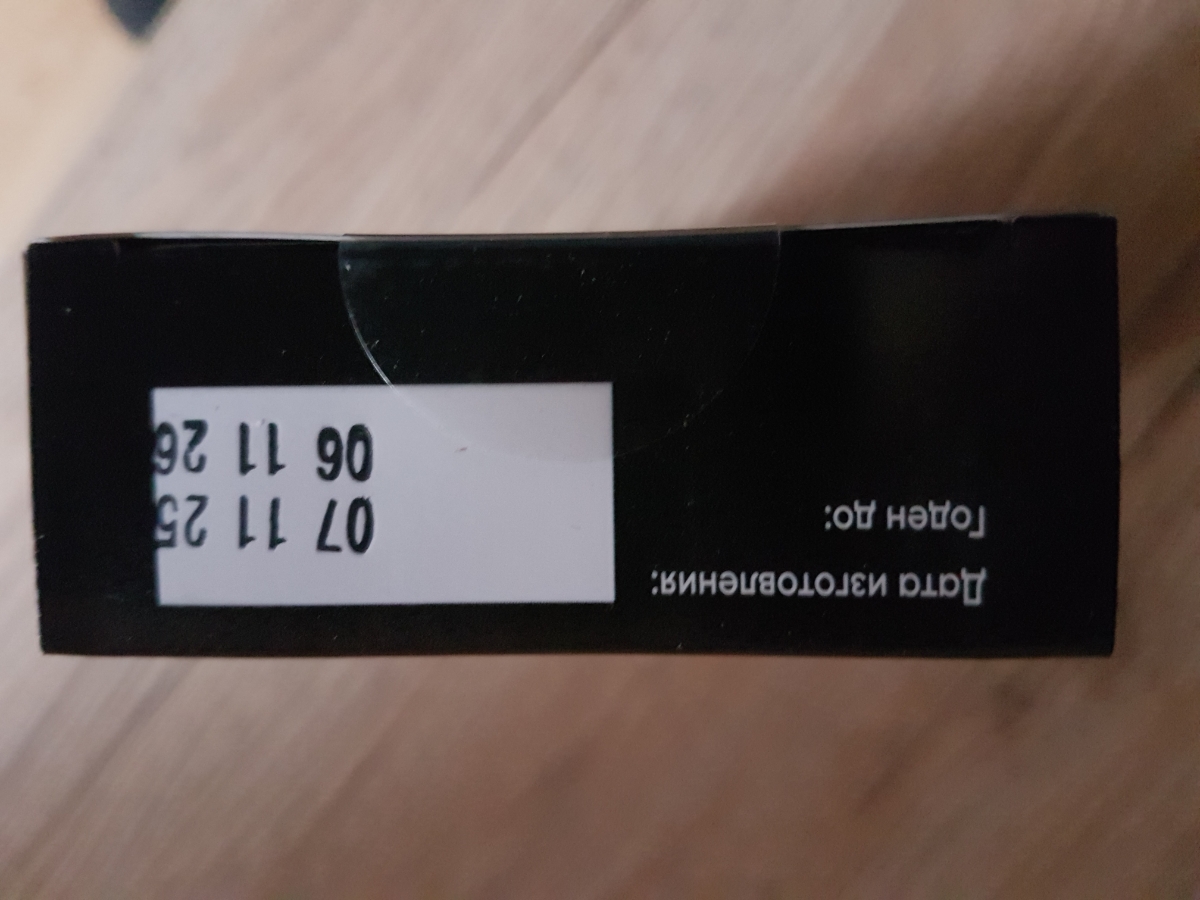 Дата изготовления: 07 11 25
Годен до: 06 11 26